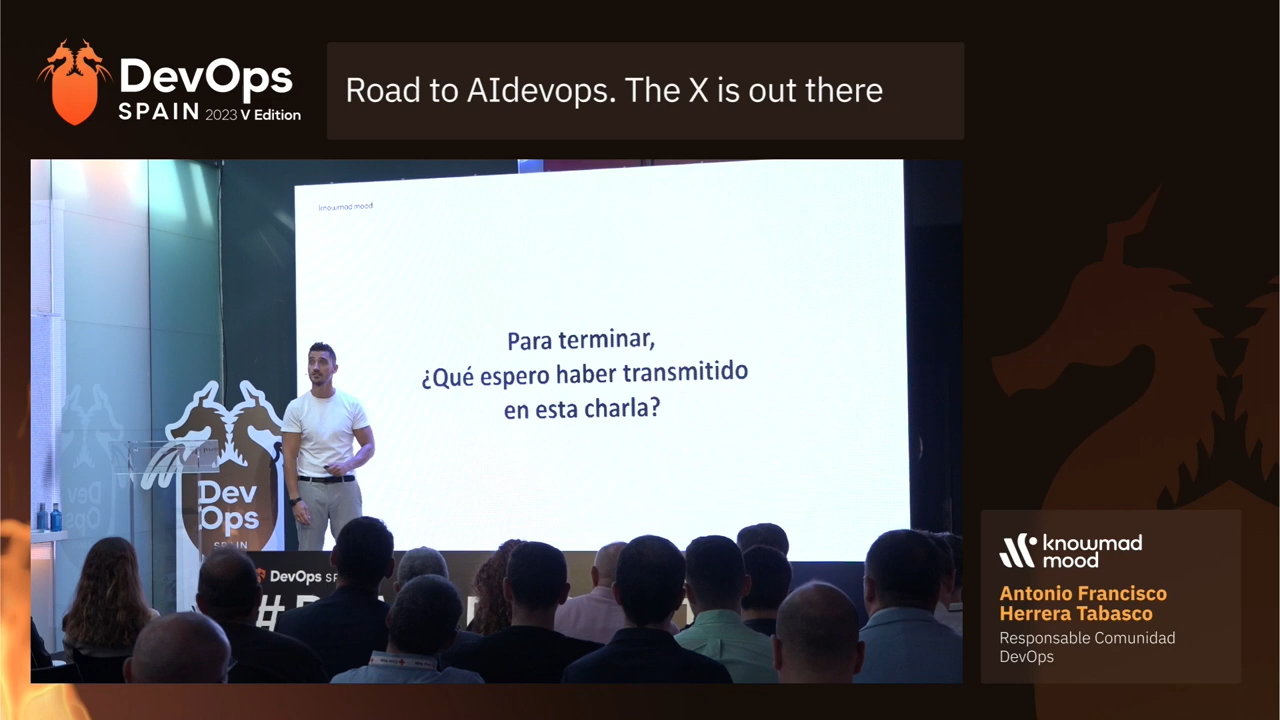 DevOps
SPAIN 2023 V Edition
Road to AIdevops. The X is out there
knowmad mood
Para terminar,
¿Qué espero haber transmitido
en esta charla?
Dev
Ops
SPAIN
DevOps
knowmad
mood
Antonio Francisco
Herrera Tabasco
Responsable Comunidad
DevOps